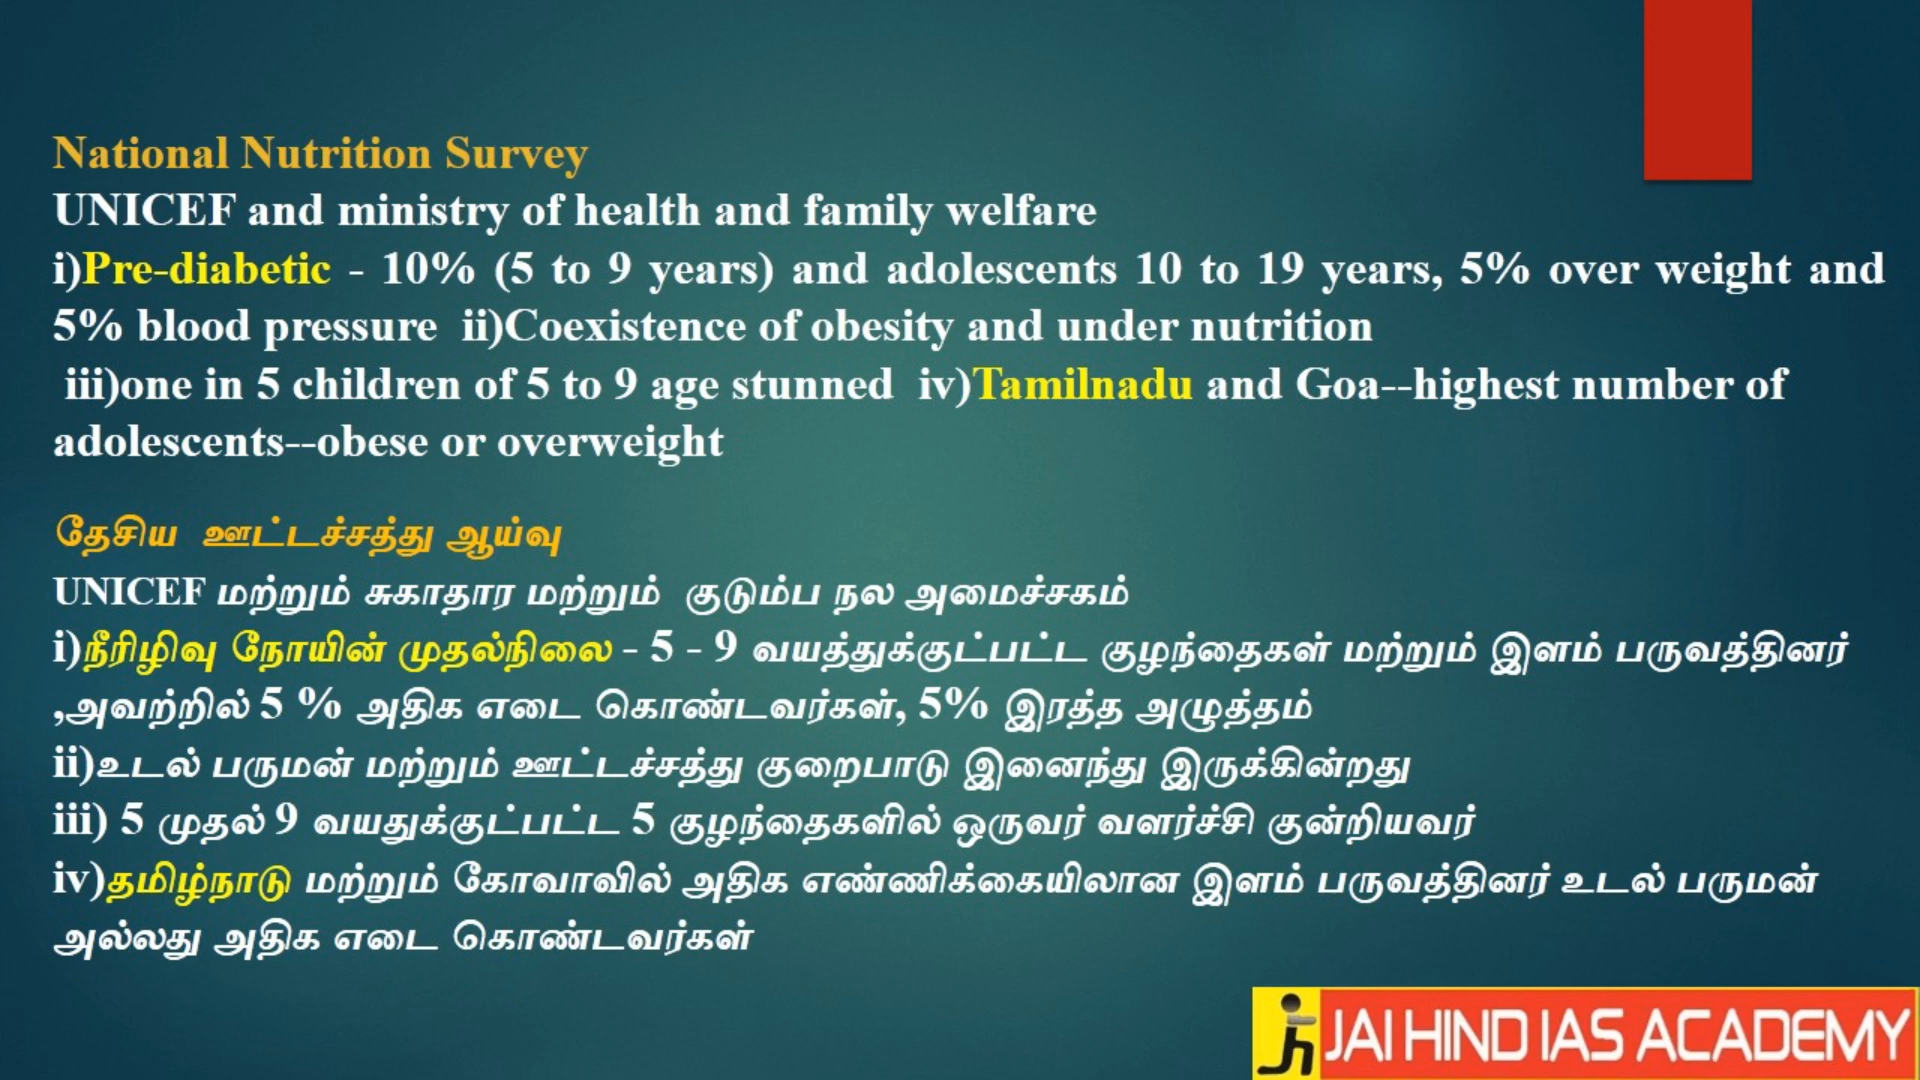 National Nutrition Survey
UNICEF and ministry of health and family welfare
i)Pre-diabetic - 10% (5 to 9 years) and adolescents 10 to 19 years, 5% over weight and
5% blood pressure  ii)Coexistence of obesity and under nutrition
iii)one in 5 children of 5 to 9 age stunned  iv)Tamilnadu and Goa--highest number of
adolescents--obese or overweight
தேசிய  ஊட்டச்சத்து ஆய்வு
UNICEF மற்றும் சுகாதார மற்றும்  குடும்ப நல அமைச்சகம்
i)நீரிழிவு நோயின் முதல்நிலை - 5 - 9 வயத்துக்குட்பட்ட குழந்தைகள் மற்றும் இளம் பருவத்தினர்
,அவற்றில் 5 % அதிக எடை கொண்டவர்கள், 5% இரத்த அழுத்தம்
ii)உடல் பருமன் மற்றும் ஊட்டச்சத்து குறைபாடு இனைந்து இருக்கின்றது
iii) 5 முதல் 9 வயதுக்குட்பட்ட 5 குழந்தைகளில் ஒருவர் வளர்ச்சி குன்றியவர்
iv)தமிழ்நாடு மற்றும் கோவாவில் அதிக எண்ணிக்கையிலான இளம் பருவத்தினர் உடல் பருமன்
அல்லது அதிக எடை கொண்டவர்கள்
JAI HIND IAS ACADEMY